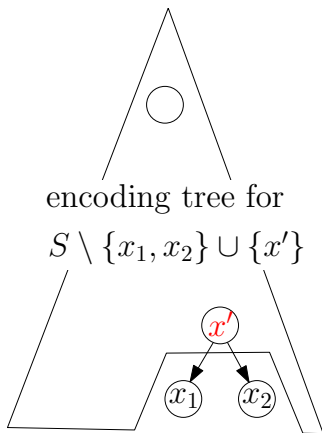 encoding tree for
S \ {x₁, x₂} ∪ {x′}
x′
x₁ x₂